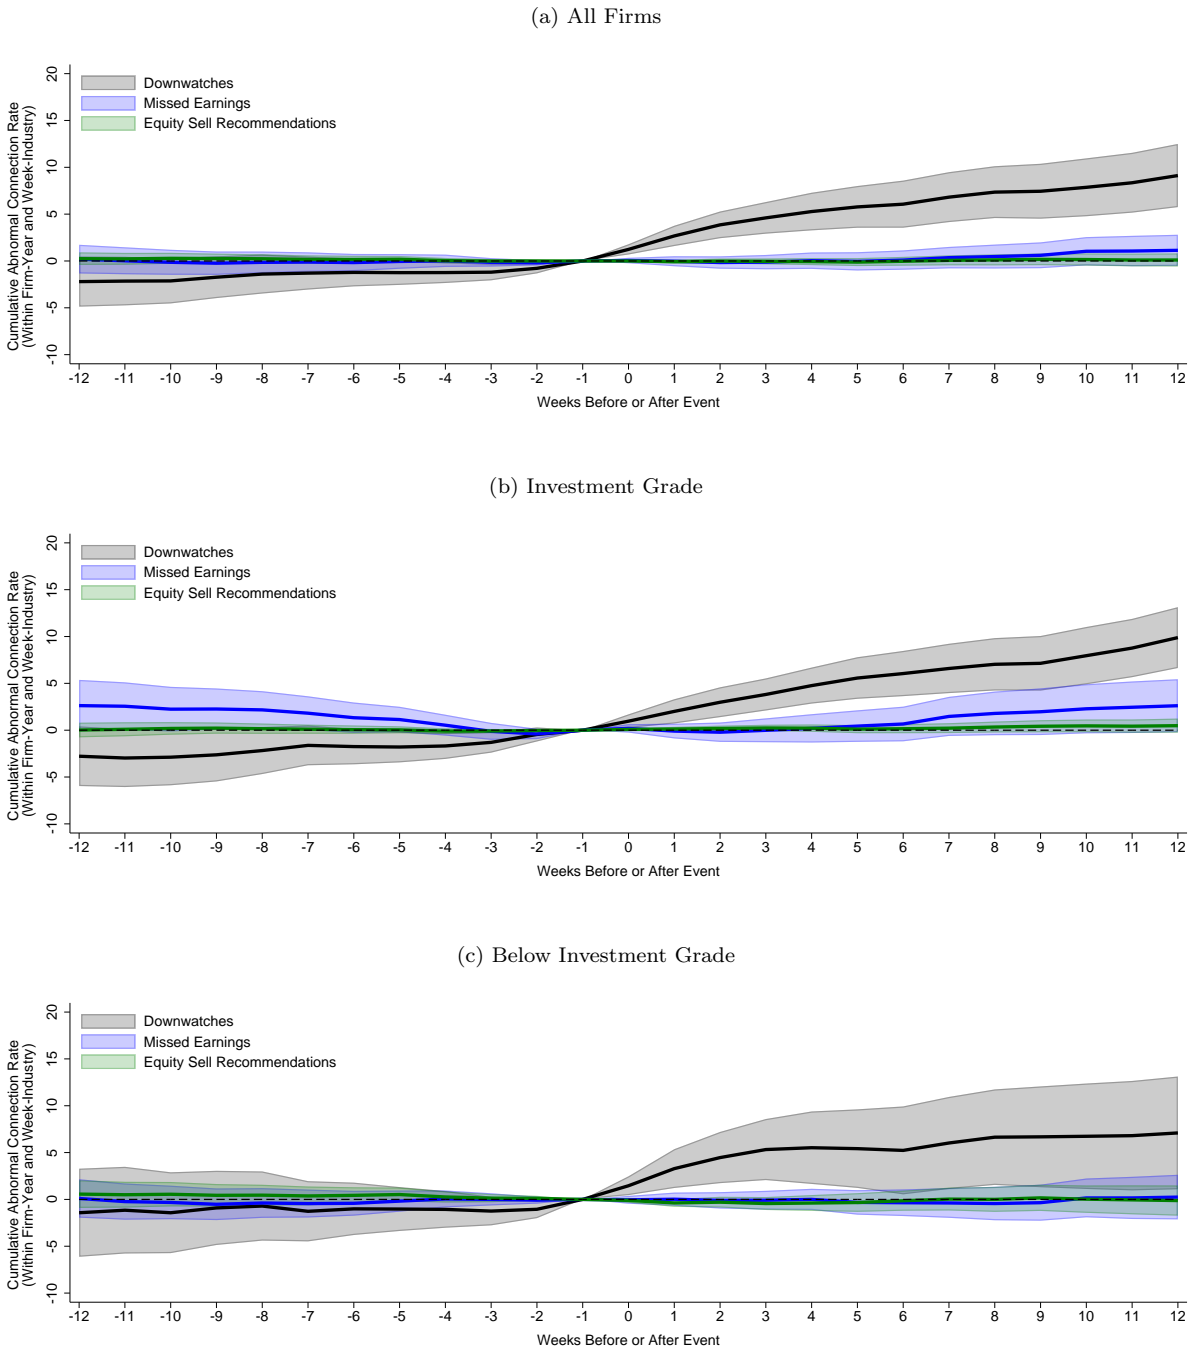 (a) All Firms
Cumulative Abnormal Connection Rate
(Within Firm-Year and Week-Industry)
20
15
10
5
0
-5
-10
Downwatches
Missed Earnings
Equity Sell Recommendations
-12 -11 -10 -9 -8 -7 -6 -5 -4 -3 -2 -1 0 1 2 3 4 5 6 7 8 9 10 11 12
Weeks Before or After Event
(b) Investment Grade
Cumulative Abnormal Connection Rate
(Within Firm-Year and Week-Industry)
20
15
10
5
0
-5
-10
Downwatches
Missed Earnings
Equity Sell Recommendations
-12 -11 -10 -9 -8 -7 -6 -5 -4 -3 -2 -1 0 1 2 3 4 5 6 7 8 9 10 11 12
Weeks Before or After Event
(c) Below Investment Grade
Cumulative Abnormal Connection Rate
(Within Firm-Year and Week-Industry)
20
15
10
5
0
-5
-10
Downwatches
Missed Earnings
Equity Sell Recommendations
-12 -11 -10 -9 -8 -7 -6 -5 -4 -3 -2 -1 0 1 2 3 4 5 6 7 8 9 10 11 12
Weeks Before or After Event